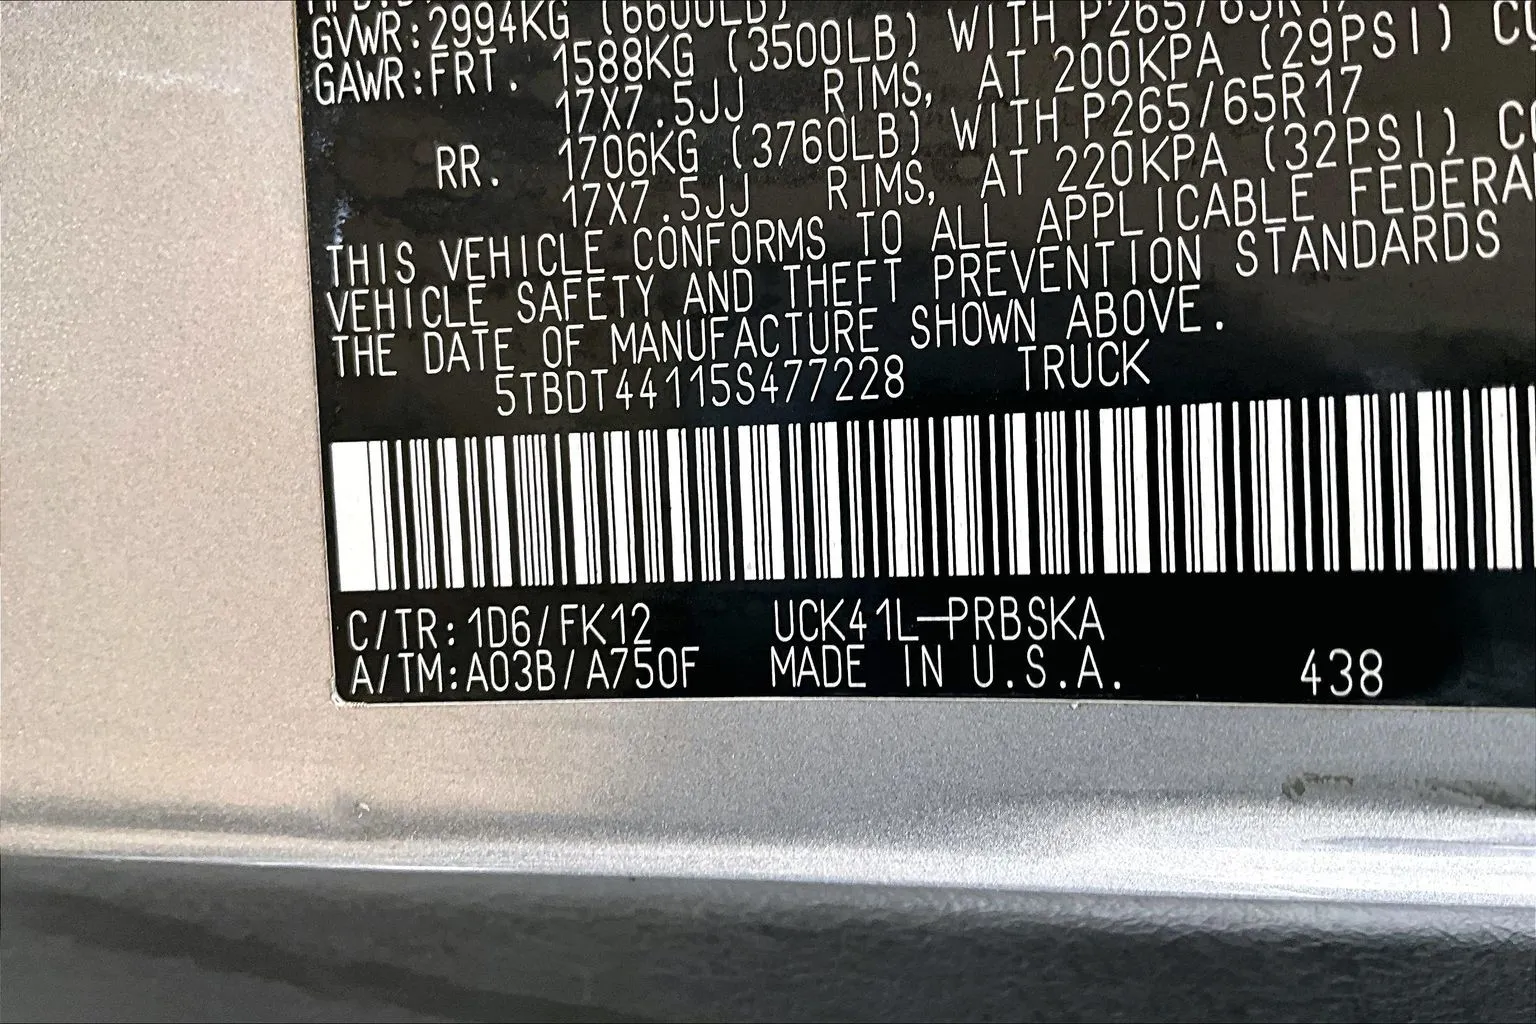 GVWR:2994KG (6600LB)
GAWR:FRT. 1588KG (3500LB) WITH P265/65R17
17X7.5JJ RIMS, AT 200KPA (29PSI)
RR. 1706KG (3760LB) WITH P265/65R17
17X7.5JJ RIMS, AT 220KPA (32PSI)
THIS VEHICLE CONFORMS TO ALL APPLICABLE FEDERA
VEHICLE SAFETY AND THEFT PREVENTION STANDARDS
THE DATE OF MANUFACTURE SHOWN ABOVE.
5TBDT44115S477228 TRUCK
C/TR:1D6/FK12 UCK41L-PRBSKA
A/TM:A03B/A750F MADE IN U.S.A. 438